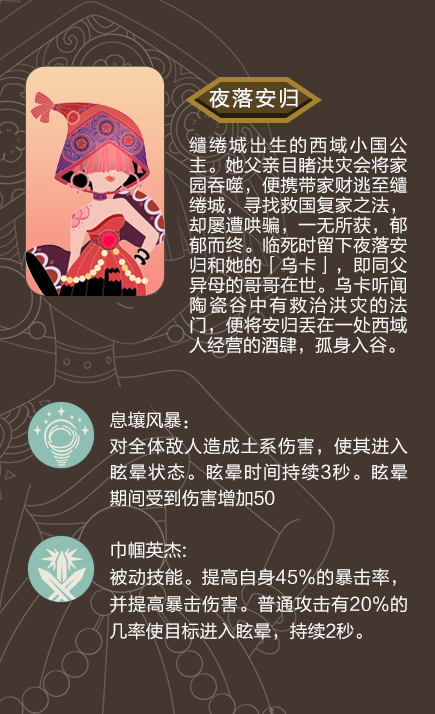 夜落安归
缱绻城出生的西域小国公
主。她父亲目睹洪灾会将家
园吞噬，便携带家财逃至缱
绻城，寻找救国复家之法，
却屡遭哄骗，一无所获，郁
郁而终。临死时留下夜落安
归和她的「乌卡」，即同父
异母的哥哥在世。乌卡听闻
陶瓷谷中有救治洪灾的法
门，便将安归丢在一处西域
人经营的酒肆，孤身入谷。
息壤风暴：
对全体敌人造成土系伤害，使其进入
眩晕状态。眩晕时间持续3秒。眩晕
期间受到伤害增加50
巾帼英杰:
被动技能。提高自身45%的暴击率，
并提高暴击伤害。普通攻击有20%的
几率使目标进入眩晕，持续2秒。